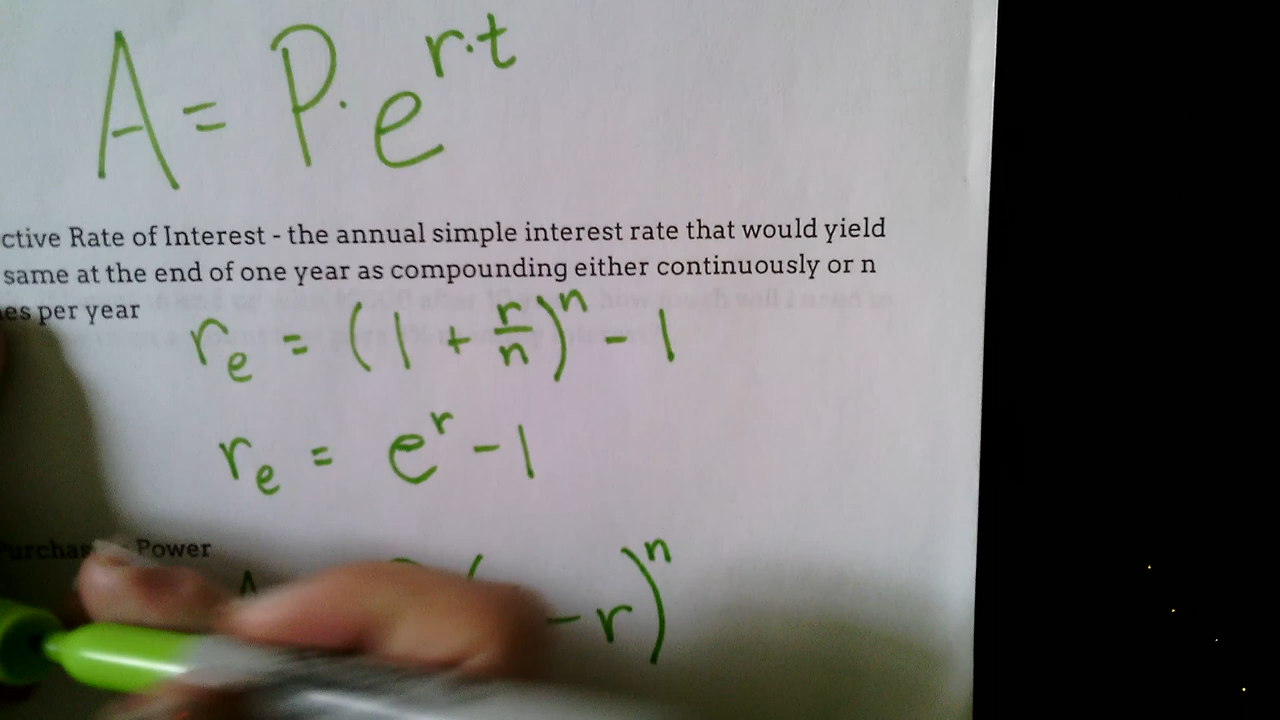 A = P · e^{r·t}
ctive Rate of Interest - the annual simple interest rate that would yield
same at the end of one year as compounding either continuously or n
es per year
r_e = (1 + r/n)^n - 1
r_e = e^r - 1
Power
- r)^n